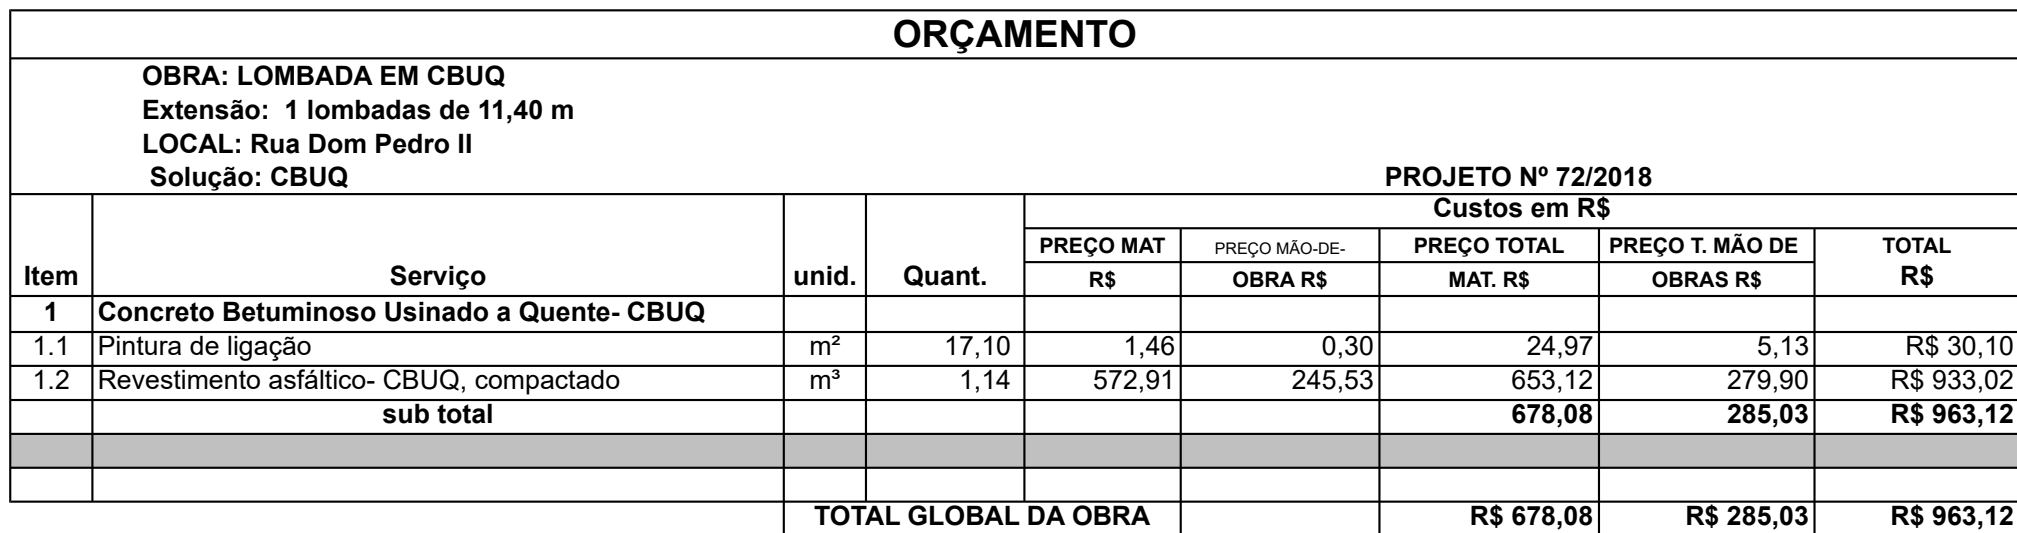 ORÇAMENTO
OBRA: LOMBADA EM CBUQ
Extensão: 1 lombadas de 11,40 m
LOCAL: Rua Dom Pedro II
Solução: CBUQ PROJETO Nº 72/2018
Custos em R$
PREÇO MAT PREÇO MÃO-DE- PREÇO TOTAL PREÇO T. MÃO DE TOTAL
Item Serviço unid. Quant. R$ OBRA R$ MAT. R$ OBRAS R$ R$
1 Concreto Betuminoso Usinado a Quente- CBUQ
1.1 Pintura de ligação m² 17,10 1,46 0,30 24,97 5,13 R$ 30,10
1.2 Revestimento asfáltico- CBUQ, compactado m³ 1,14 572,91 245,53 653,12 279,90 R$ 933,02
sub total 678,08 285,03 R$ 963,12
TOTAL GLOBAL DA OBRA R$ 678,08 R$ 285,03 R$ 963,12